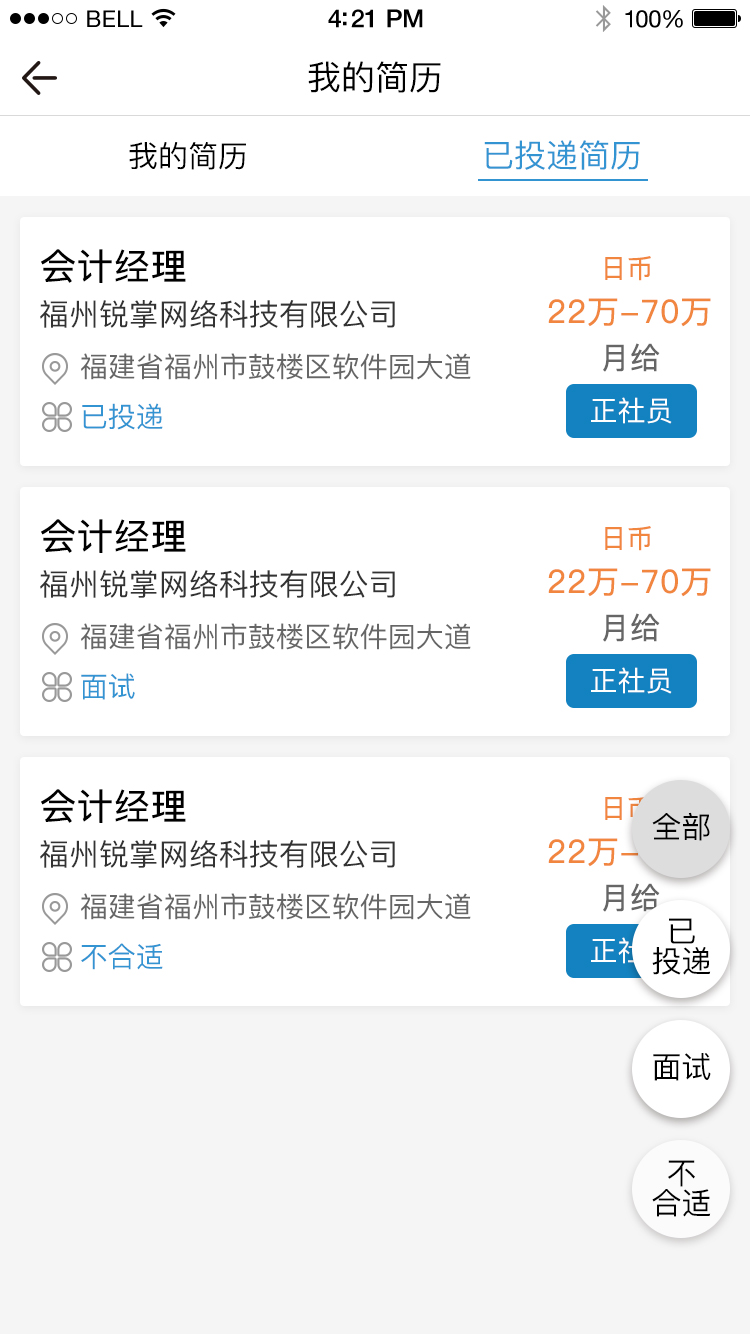 BELL
4:21 PM
100%
我的简历
我的简历
已投递简历
会计经理
福州锐掌网络科技有限公司
福建省福州市鼓楼区软件园大道
已投递
日币
22万–70万
月给
正社员
会计经理
福州锐掌网络科技有限公司
福建省福州市鼓楼区软件园大道
面试
日币
22万–70万
月给
正社员
会计经理
福州锐掌网络科技有限公司
福建省福州市鼓楼区软件园大道
不合适
日币
22万–
月给
正社
全部
已
投递
面试
不
合适